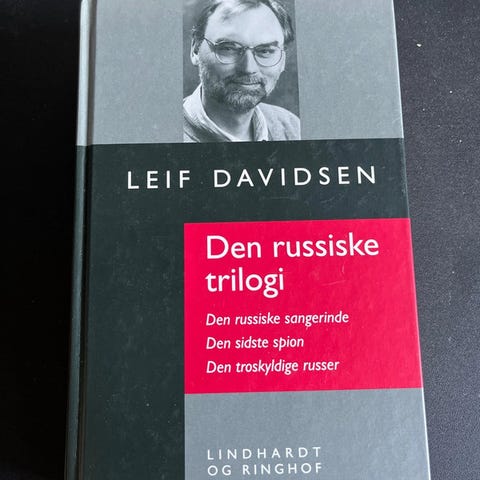 LEIF DAVIDSEN
Den russiske
trilogi
Den russiske sangerinde
Den sidste spion
Den troskyldige russer
LINDHARDT
OG RINGHOF